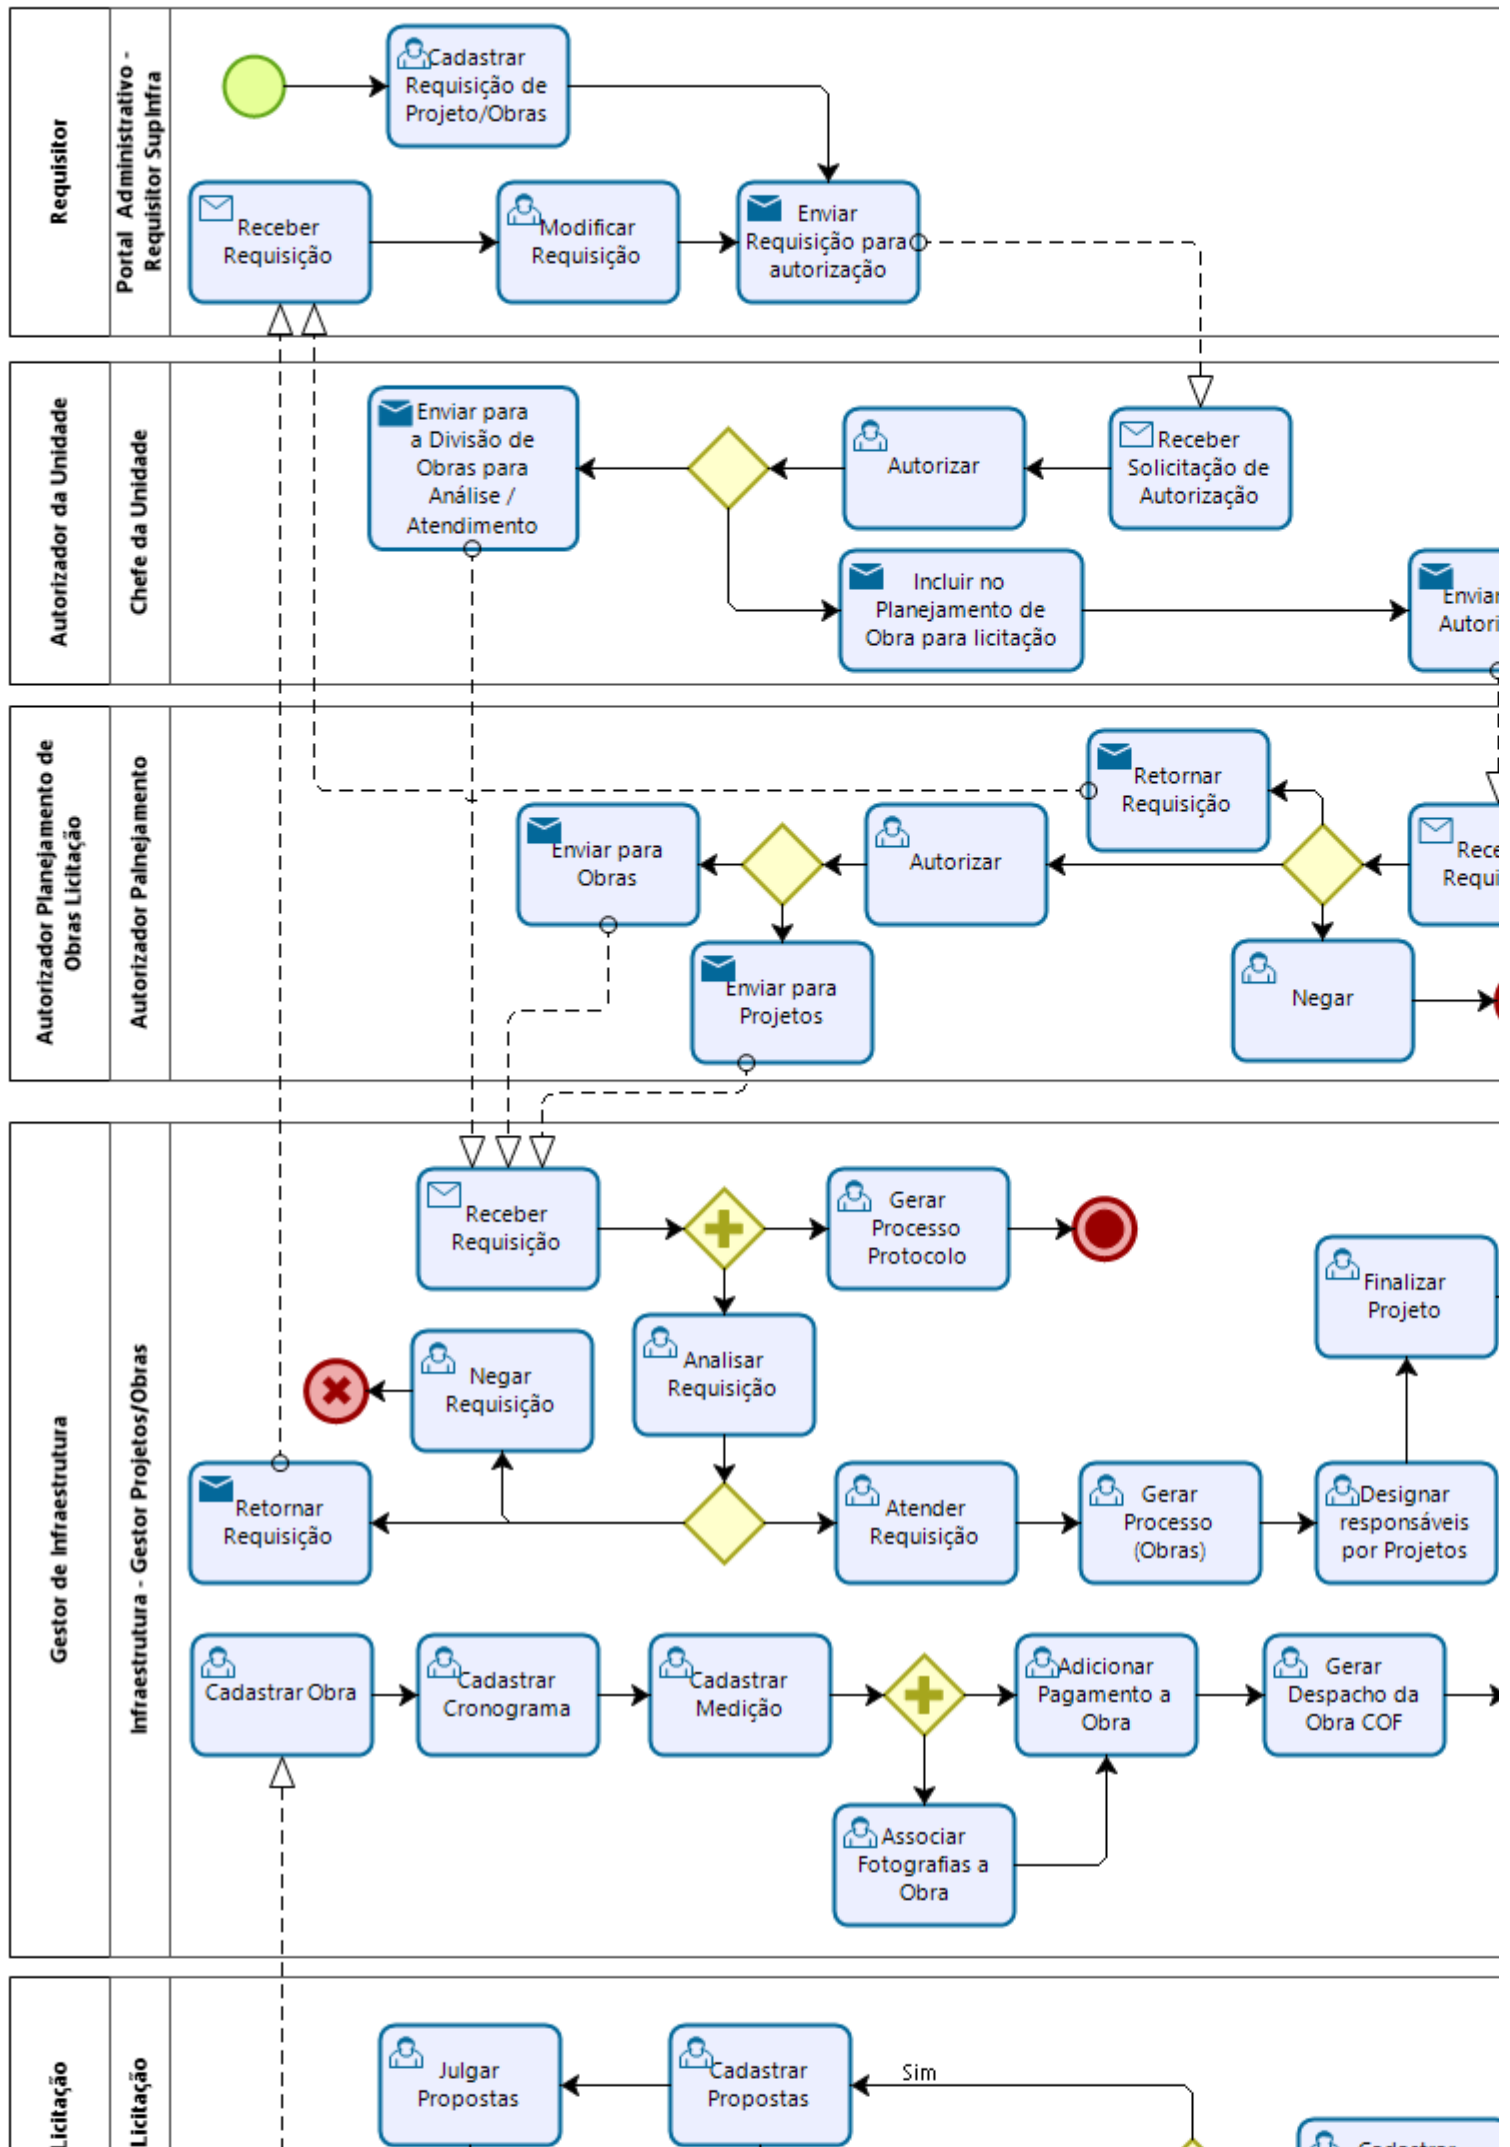 Requisitor
Portal Administrativo -
Requisitor SupInfra
Cadastrar
Requisição de
Projeto/Obras
Receber
Requisição
Modificar
Requisição
Enviar
Requisição para
autorização
Autorizador da Unidade
Chefe da Unidade
Enviar para
a Divisão de
Obras para
Análise /
Atendimento
Autorizar
Receber
Solicitação de
Autorização
Incluir no
Planejamento de
Obra para licitação
Enviar
Autori
Autorizador Planejamento de
Obras Licitação
Autorizador Palnejamento
Retornar
Requisição
Enviar para
Obras
Autorizar
Rece
Requi
Enviar para
Projetos
Negar
Gestor de Infraestrutura
Infraestrutura - Gestor Projetos/Obras
Receber
Requisição
Gerar
Processo
Protocolo
Finalizar
Projeto
Negar
Requisição
Analisar
Requisição
Retornar
Requisição
Atender
Requisição
Gerar
Processo
(Obras)
Designar
responsáveis
por Projetos
Cadastrar Obra
Cadastrar
Cronograma
Cadastrar
Medição
Adicionar
Pagamento a
Obra
Gerar
Despacho da
Obra COF
Associar
Fotografias a
Obra
Licitação
Licitação
Julgar
Propostas
Cadastrar
Propostas
Sim